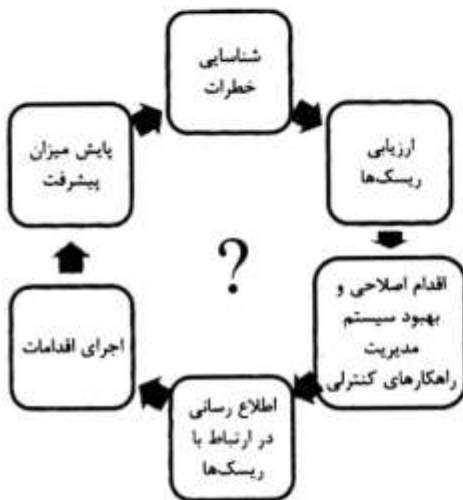 شناسایی
خطرات
ارزیابی
ریسک‌ها
اقدام اصلاحی و
بهبود سیستم
مدیریت
راهکارهای کنترلی
اطلاع رسانی
در ارتباط با
ریسک‌ها
اجرای اقدامات
پایش میزان
پیشرفت
?